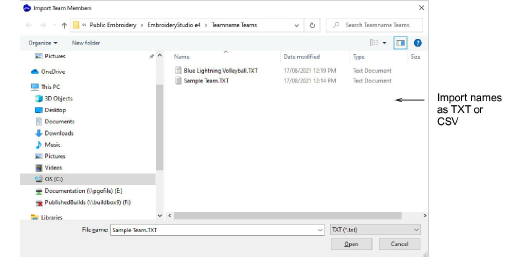 Import Team Members
« Public Embroidery › EmbroideryStudio e4 › Teamname Teams
Search Teamname Teams
Organize
New folder
Name
Date modified
Type
Size
Pictures
OneDrive
This PC
3D Objects
Desktop
Documents
Downloads
Music
Pictures
Videos
OS (C:)
Documentation (\\pgofile) (E:)
PublishedBuilds (\\buildbox9) (R:)
Libraries
Blue Lightning Volleyball.TXT 17/08/2021 12:19 PM Text Document
Sample Team.TXT 17/08/2021 12:14 PM Text Document
File name: Sample Team.TXT
TXT (*.txt)
Open
Cancel
Import names
as TXT or
CSV